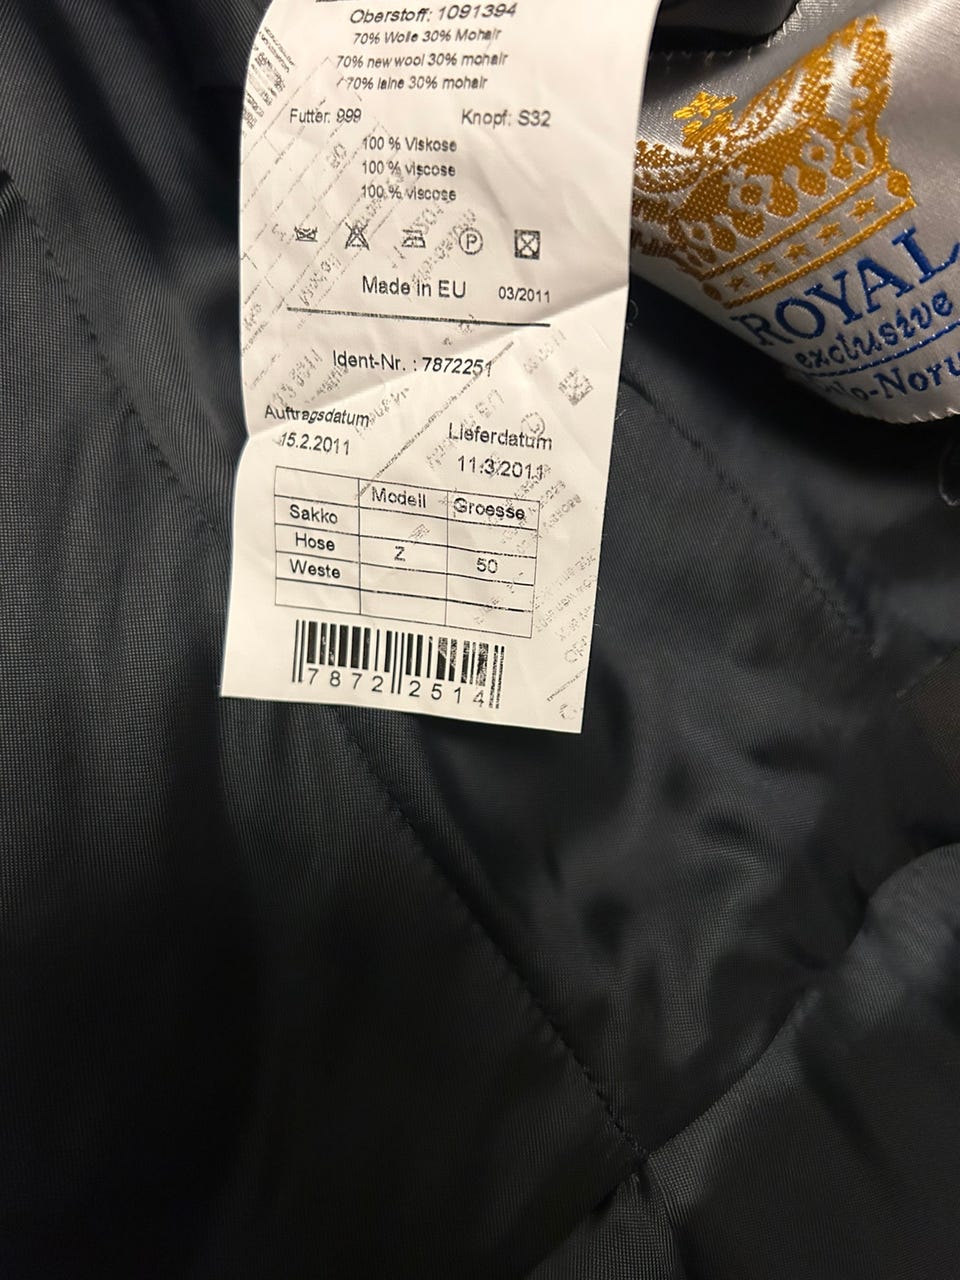 Oberstoff: 1091394
70% Wolle 30% Mohair
70% new wool 30% mohair
70% laine 30% mohair
Futter: 999 Knopf: S32
100 % Viskose
100 % viscose
100 % viscose
P
Made in EU 03/2011
Ident-Nr. : 7872251
Auftragsdatum Lieferdatum
15.2.2011 11.3.2011
Modell Groesse
Sakko
Hose Z 50
Weste
7872 2514
ROYAL
exclusive